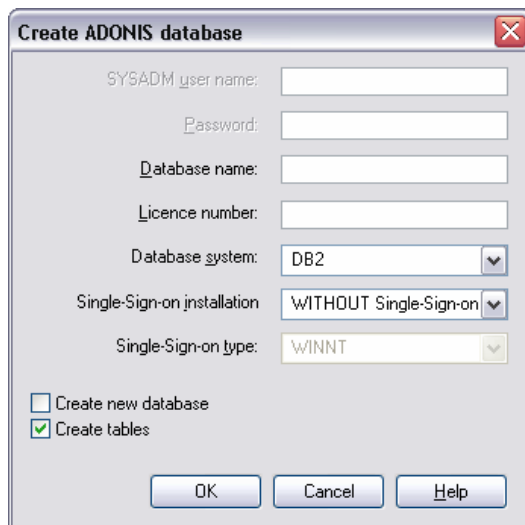 Create ADONIS database
SYSADM user name:
Password:
Database name:
Licence number:
Database system: DB2
Single-Sign-on installation WITHOUT Single-Sign-on
Single-Sign-on type: WINNT
Create new database
Create tables
OK Cancel Help